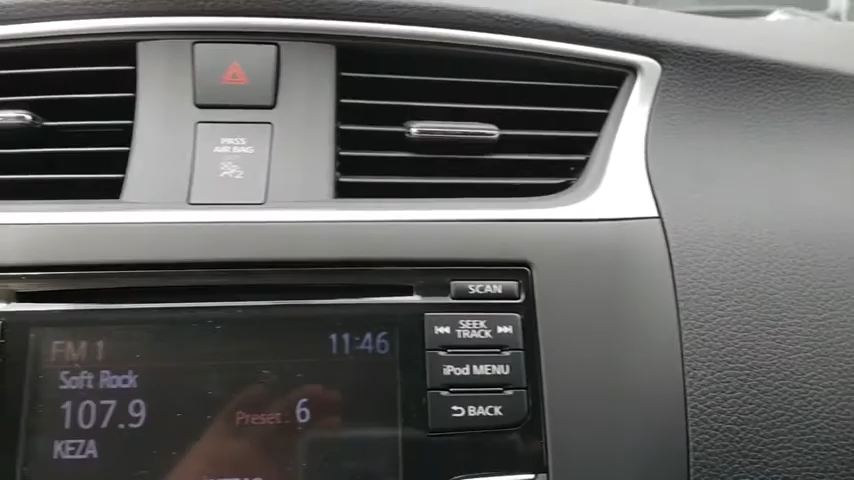 PASS
AIR BAG
SCAN
SEEK
TRACK
iPod MENU
BACK
FM 1
11:46
Soft Rock
107.9
Preset 6
KEZA